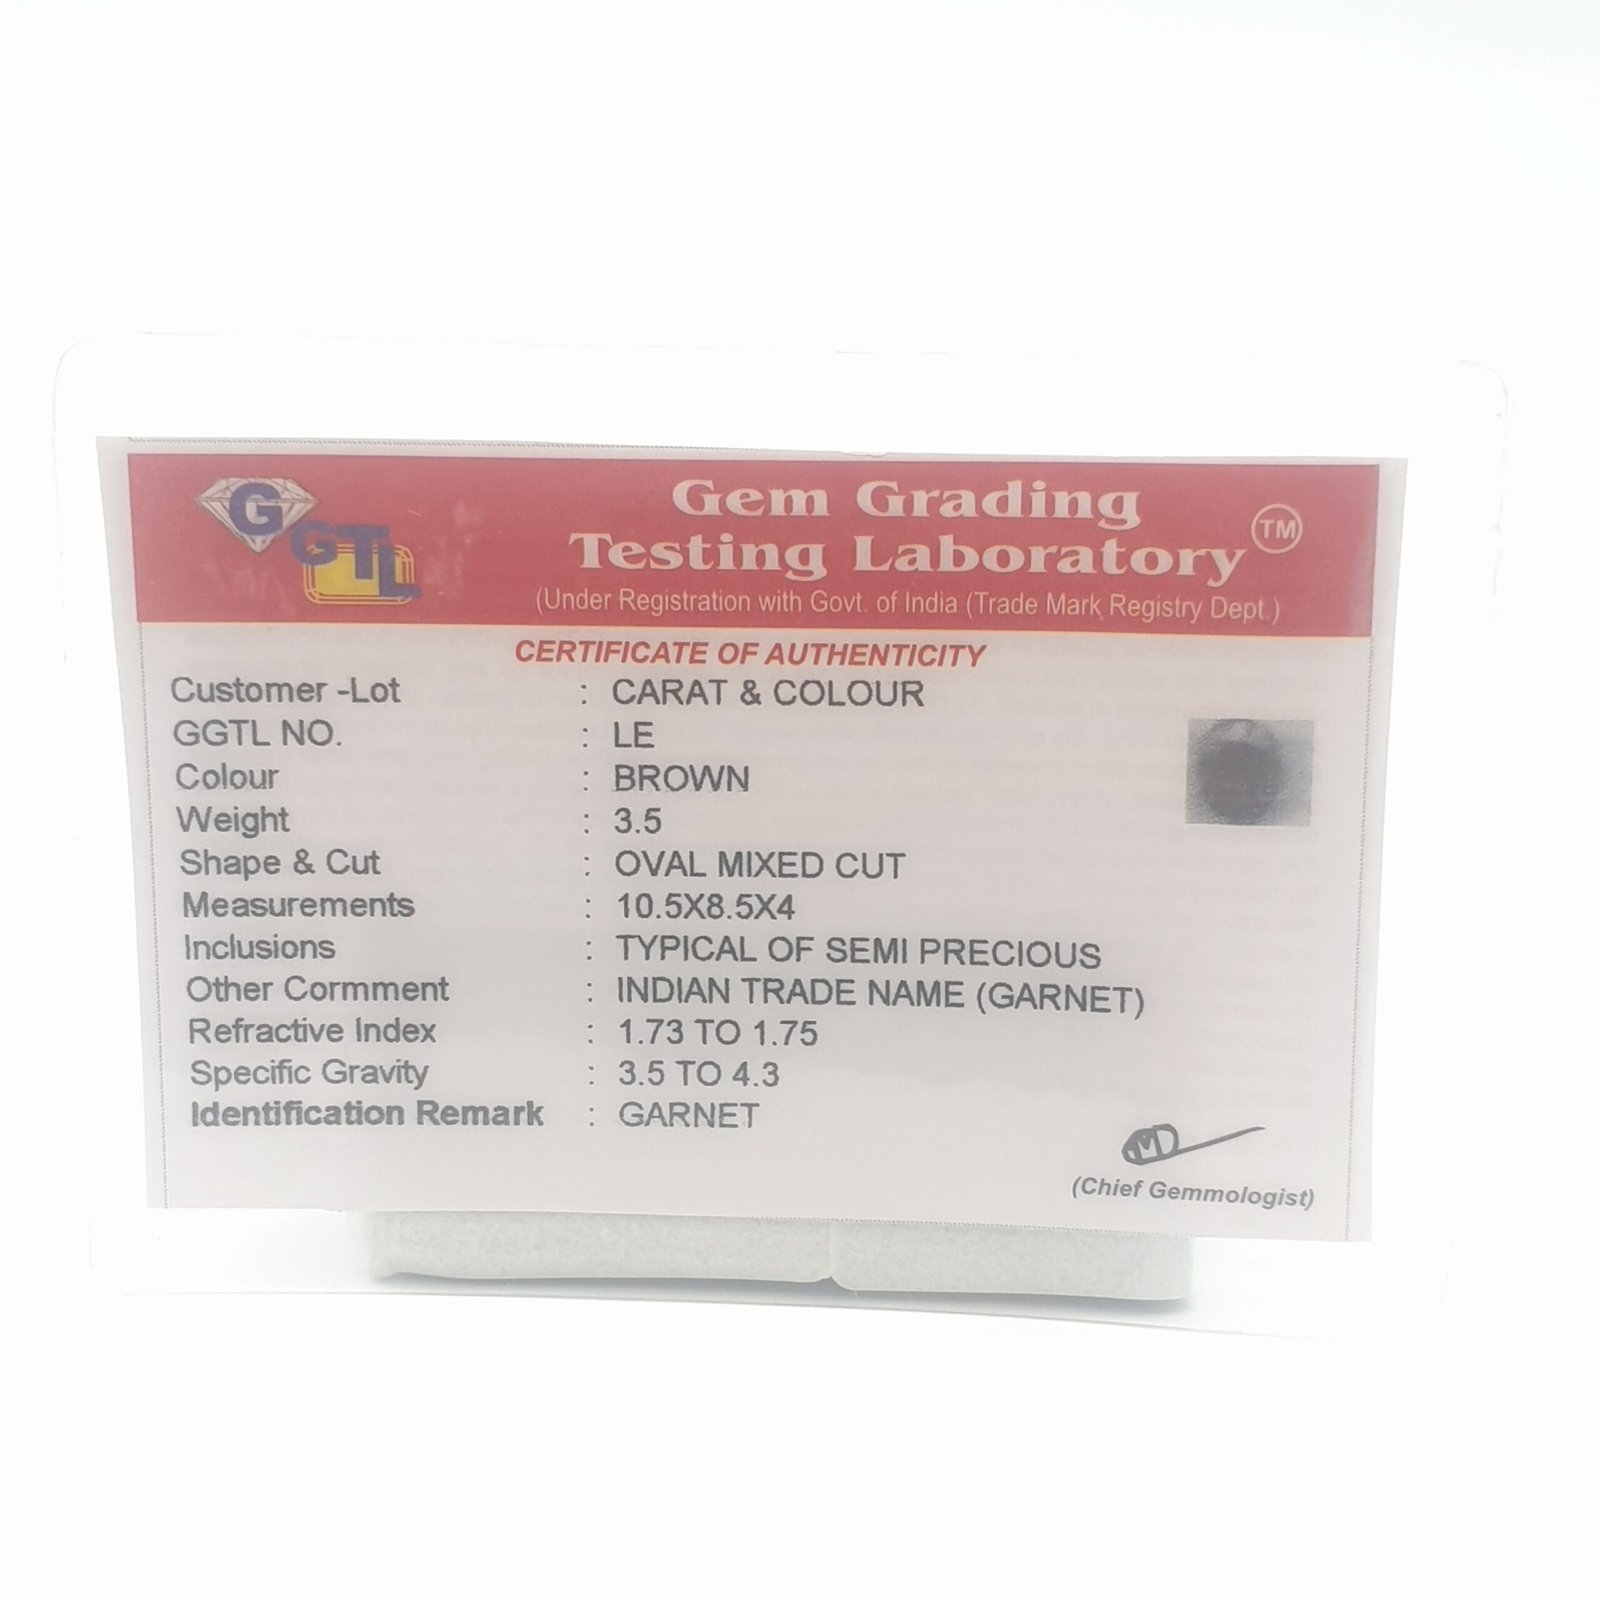 G GTL
Gem Grading
Testing Laboratory TM
(Under Registration with Govt. of India (Trade Mark Registry Dept.)
CERTIFICATE OF AUTHENTICITY
Customer -Lot : CARAT & COLOUR
GGTL NO. : LE
Colour : BROWN
Weight : 3.5
Shape & Cut : OVAL MIXED CUT
Measurements : 10.5X8.5X4
Inclusions : TYPICAL OF SEMI PRECIOUS
Other Cormment : INDIAN TRADE NAME (GARNET)
Refractive Index : 1.73 TO 1.75
Specific Gravity : 3.5 TO 4.3
Identification Remark : GARNET
MD
(Chief Gemmologist)